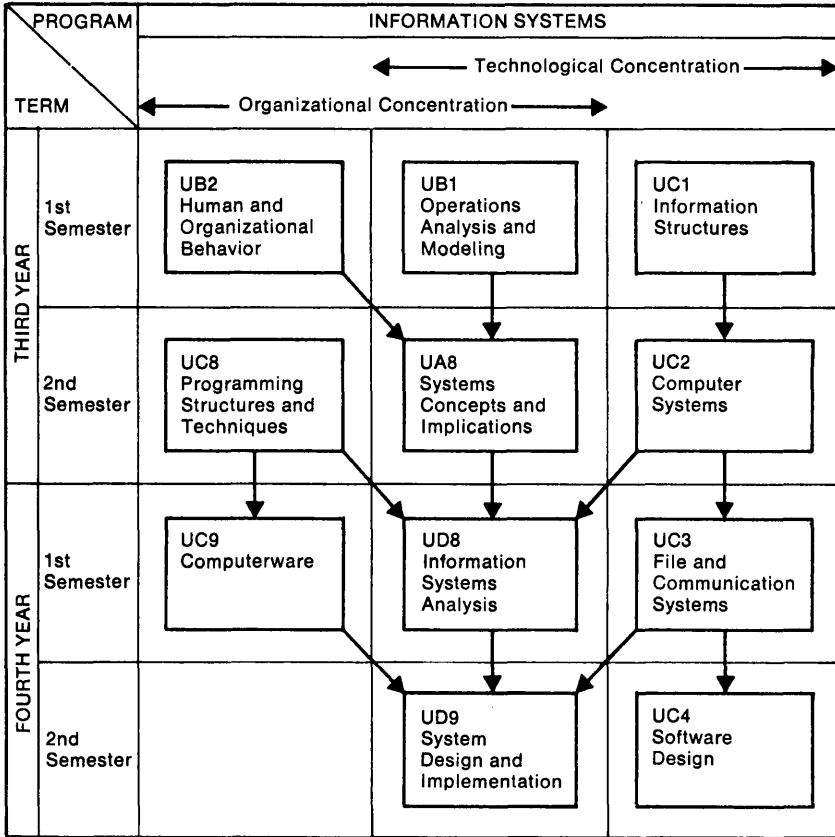 PROGRAM
INFORMATION SYSTEMS
Technological Concentration
TERM
Organizational Concentration
THIRD YEAR
1st
Semester
UB2
Human and
Organizational
Behavior
UB1
Operations
Analysis and
Modeling
UC1
Information
Structures
2nd
Semester
UC8
Programming
Structures and
Techniques
UA8
Systems
Concepts and
Implications
UC2
Computer
Systems
FOURTH YEAR
1st
Semester
UC9
Computerware
UD8
Information
Systems
Analysis
UC3
File and
Communication
Systems
2nd
Semester
UD9
System
Design and
Implementation
UC4
Software
Design